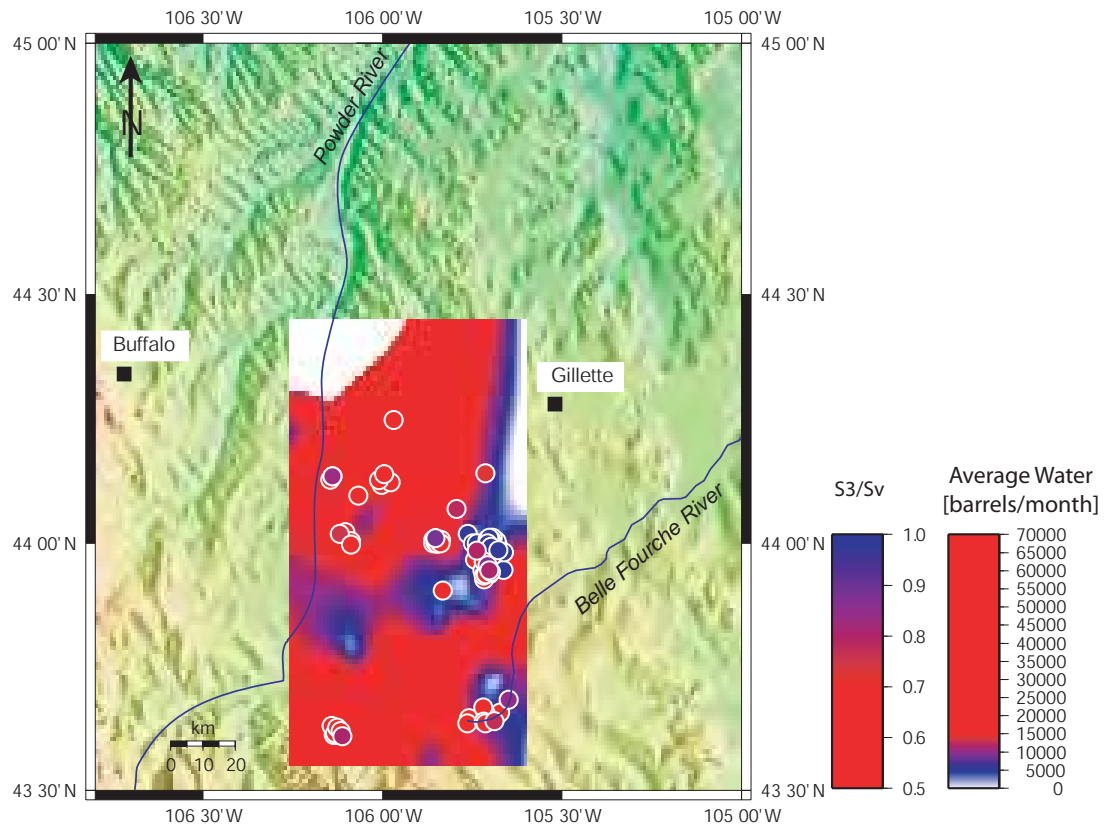 106 30' W 106 00' W 105 30' W 105 00' W
45 00' N
N
Powder River
44 30' N 44 30' N
Buffalo
Gillette
44 00' N 44 00' N
Belle Fourche River
km
0 10 20
43 30' N 43 30' N
106 30' W 106 00' W 105 30' W 105 00' W
45 00' N
S3/Sv
1.0
0.9
0.8
0.7
0.6
0.5
Average Water
[barrels/month]
70000
65000
60000
55000
50000
45000
40000
35000
30000
25000
20000
15000
10000
5000
0